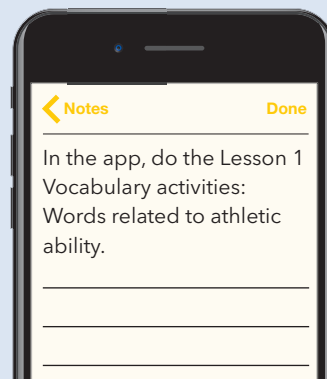 Notes Done
In the app, do the Lesson 1
Vocabulary activities:
Words related to athletic
ability.